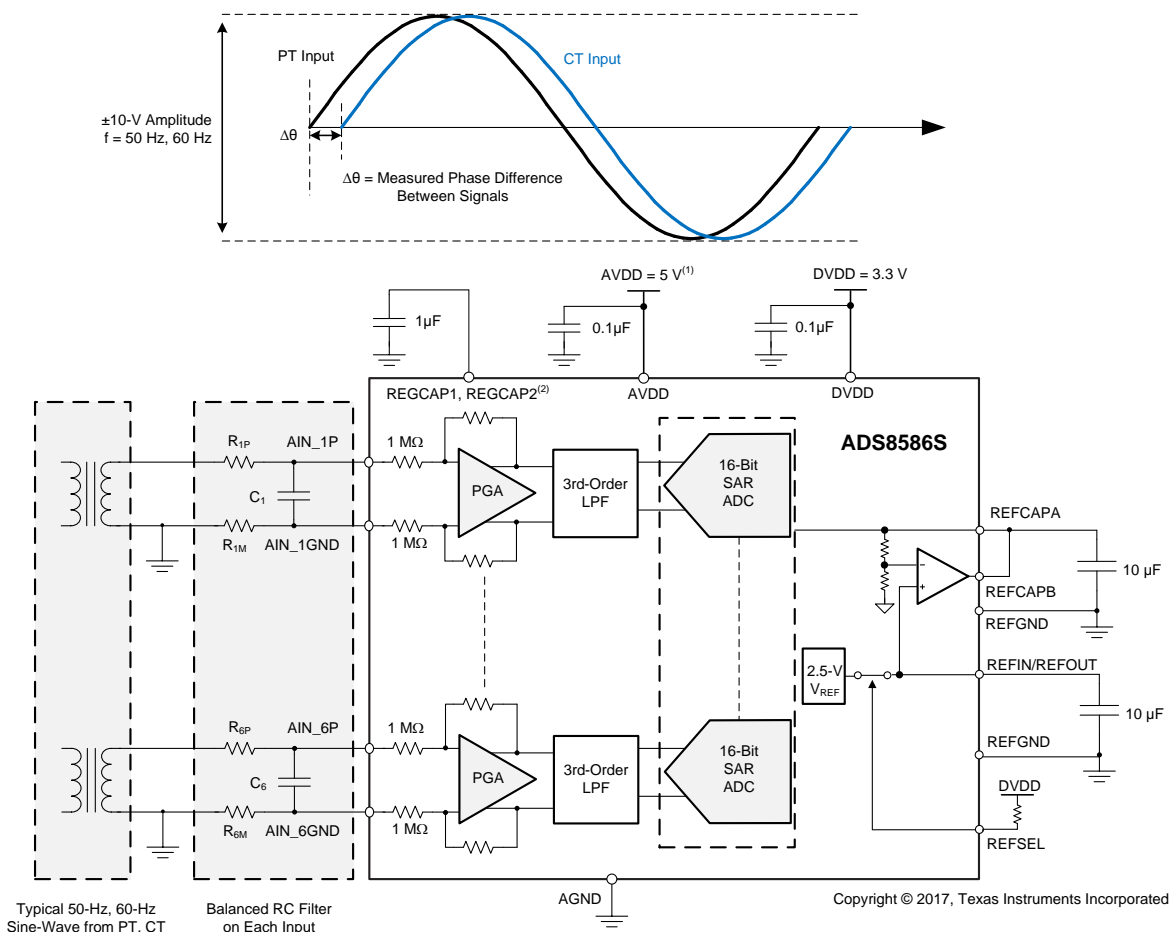 PT Input
CT Input
±10-V Amplitude
f = 50 Hz, 60 Hz
Δθ
Δθ = Measured Phase Difference
Between Signals
AVDD = 5 V(1)
DVDD = 3.3 V
1µF
0.1µF
0.1µF
REGCAP1, REGCAP2(2)
AVDD
DVDD
ADS8586S
R1P
AIN_1P
1 MΩ
C1
PGA
3rd-Order
LPF
16-Bit
SAR
ADC
R1M
AIN_1GND
1 MΩ
REFCAPA
10 µF
REFCAPB
REFGND
2.5-V
VREF
REFIN/REFOUT
10 µF
REFGND
R6P
AIN_6P
1 MΩ
C6
PGA
3rd-Order
LPF
16-Bit
SAR
ADC
R6M
AIN_6GND
1 MΩ
DVDD
REFSEL
AGND
Copyright © 2017, Texas Instruments Incorporated
Typical 50-Hz, 60-Hz
Sine-Wave from PT, CT
Balanced RC Filter
on Each Input